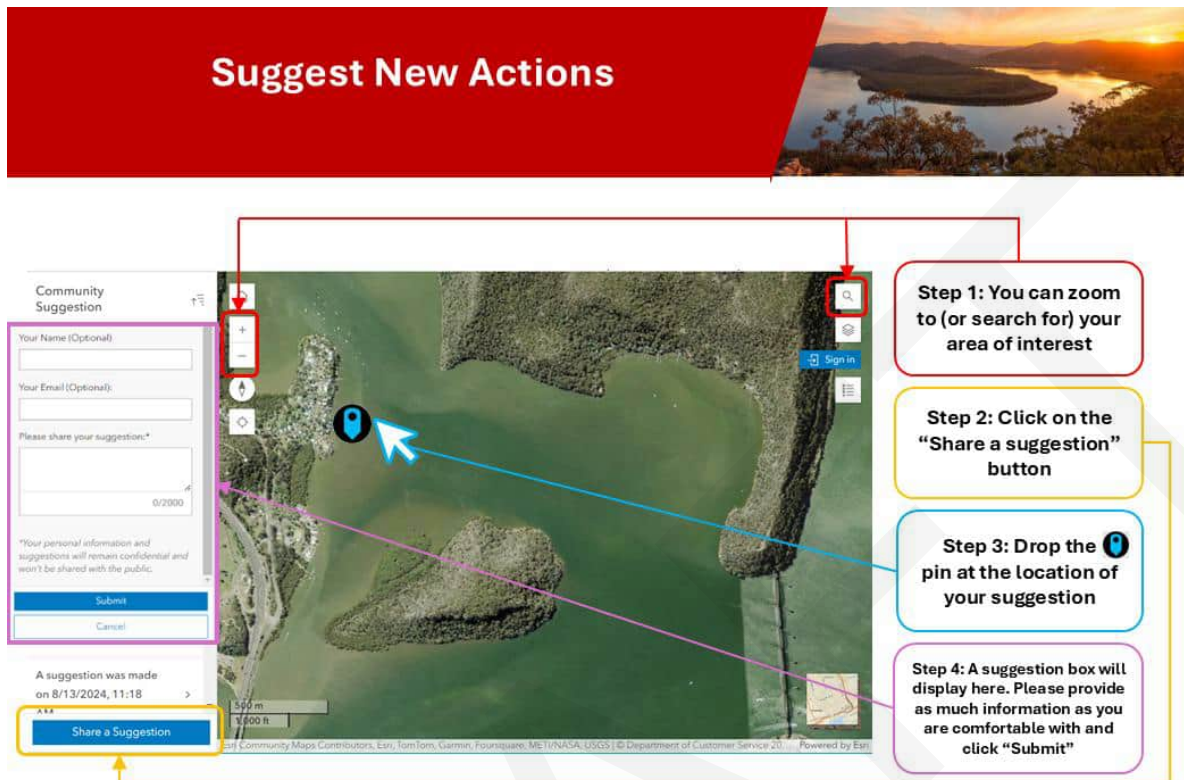 Suggest New Actions
Community
Suggestion
Your Name (Optional)
Your Email (Optional):
Please share your suggestion:*
0/2000
*Your personal information and
suggestions will remain confidential and
won't be shared with the public.
Submit
Cancel
A suggestion was made
on 8/13/2024, 11:18
Share a Suggestion
+
−
Sign in
500 m
1,000 ft
Community Maps Contributors, Esri, TomTom, Garmin, Foursquare, METI/NASA, USGS | © Department of Customer Service 20
Powered by Esri
Step 1: You can zoom
to (or search for) your
area of interest
Step 2: Click on the
“Share a suggestion”
button
Step 3: Drop the
pin at the location of
your suggestion
Step 4: A suggestion box will
display here. Please provide
as much information as you
are comfortable with and
click “Submit”